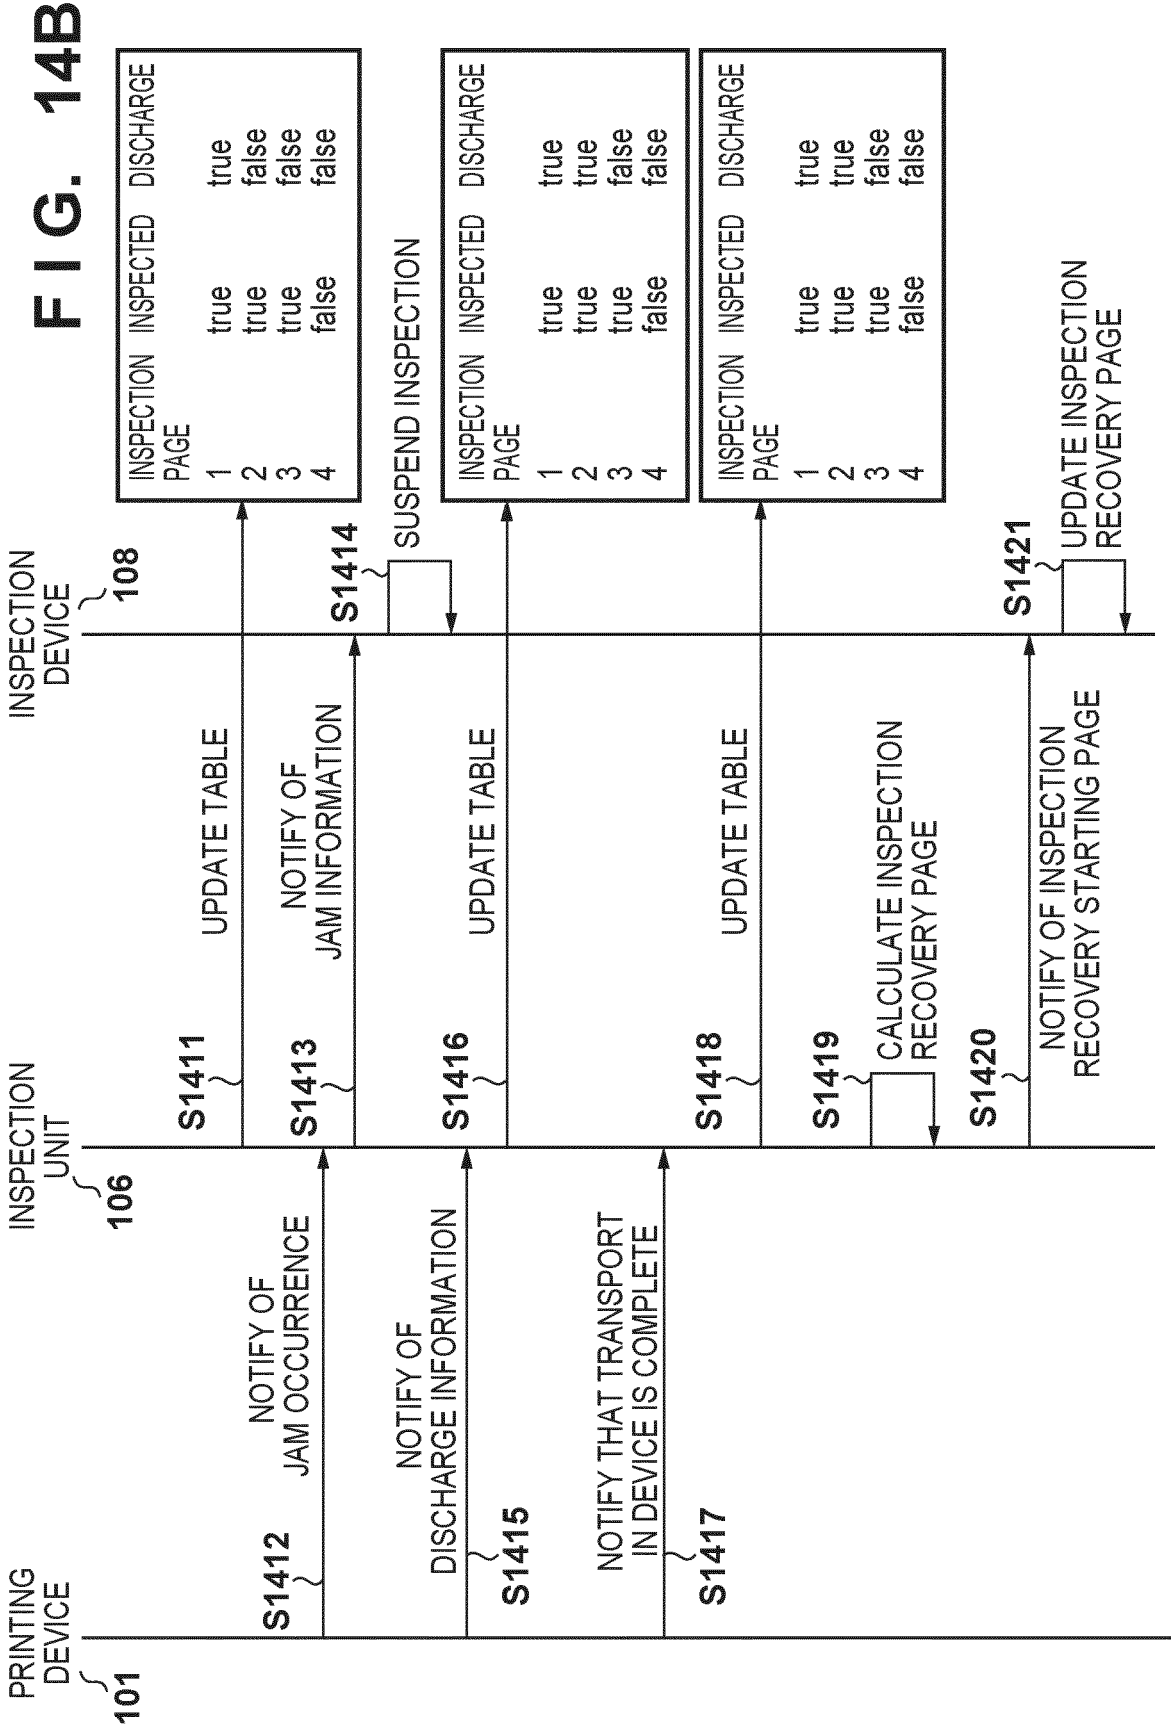 FIG. 14B
PRINTING
DEVICE
101
INSPECTION
UNIT
106
INSPECTION
DEVICE
108
S1411
UPDATE TABLE
INSPECTION INSPECTED DISCHARGE
PAGE
1 true true
2 true false
3 true false
4 false false
S1412
NOTIFY OF
JAM OCCURRENCE
S1413
NOTIFY OF
JAM INFORMATION
S1414
SUSPEND INSPECTION
S1415
NOTIFY OF
DISCHARGE INFORMATION
S1416
UPDATE TABLE
INSPECTION INSPECTED DISCHARGE
PAGE
1 true true
2 true true
3 true false
4 false false
S1417
NOTIFY THAT TRANSPORT
IN DEVICE IS COMPLETE
S1418
UPDATE TABLE
INSPECTION INSPECTED DISCHARGE
PAGE
1 true true
2 true true
3 true false
4 false false
S1419
CALCULATE INSPECTION
RECOVERY PAGE
S1420
NOTIFY OF INSPECTION
RECOVERY STARTING PAGE
S1421
UPDATE INSPECTION
RECOVERY PAGE